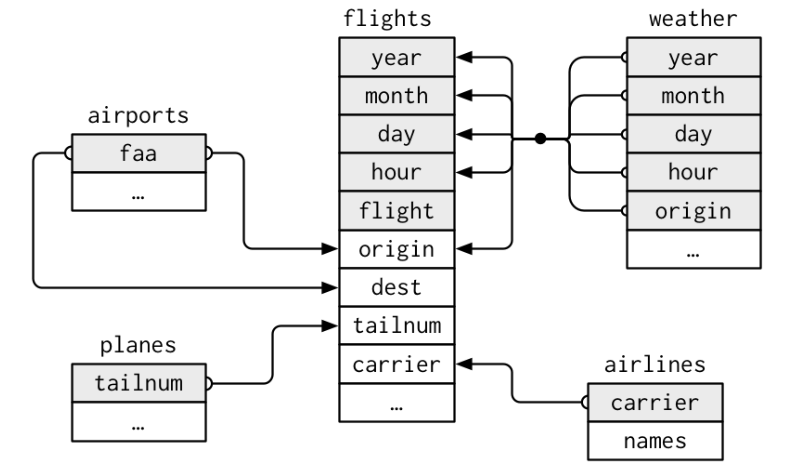 flights
year
month
day
hour
flight
origin
dest
tailnum
carrier
…
weather
year
month
day
hour
origin
…
airports
faa
…
planes
tailnum
…
airlines
carrier
names